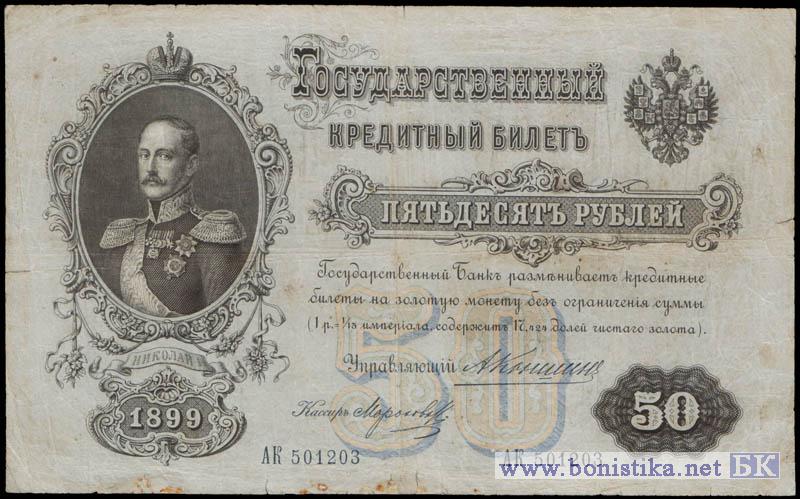 Государственный
кредитный билетъ
ПЯТЬДЕСЯТЪ РУБЛЕЙ
Государственный Банкъ размѣниваетъ кредитные
билеты на золотую монету безъ ограниченія суммы
(1 р.= 1/15 имперіала, содержитъ 17,424 долей чистаго золота).
Управляющій
Кассиръ
НИКОЛАЙ I
1899
50
50
АК 501203
АК 501203
www.bonistika.net БК